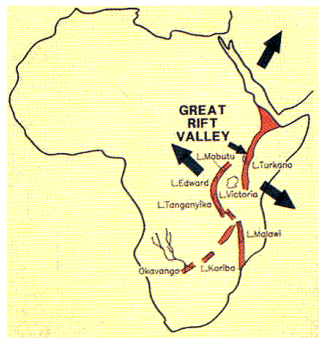 GREAT
RIFT
VALLEY
L.Mobutu
L.Turkana
L.Edward
L.Victoria
L.Tanganyika
L.Malawi
Okavango
L.Kariba